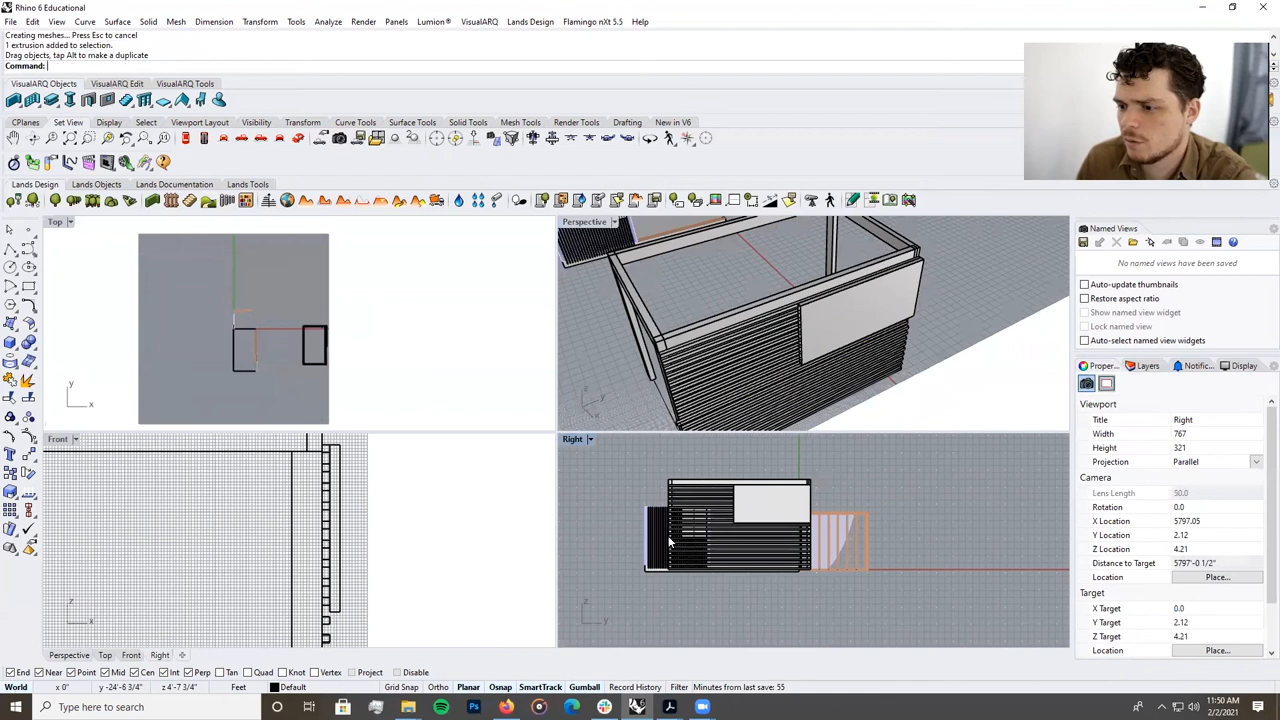 Rhino 6 Educational
File Edit View Curve Surface Solid Mesh Dimension Transform Tools Analyze Render Panels Lumion® VisualARQ Lands Design Flamingo nXt 5.5 Help
Creating meshes... Press Esc to cancel
1 extrusion added to selection.
Drag objects, tap Alt to make a duplicate
Command:
VisualARQ Objects VisualARQ Edit VisualARQ Tools
CPlanes Set View Display Select Viewport Layout Visibility Transform Curve Tools Surface Tools Solid Tools Mesh Tools Render Tools Drafting New in V6
Lands Design Lands Objects Lands Documentation Lands Tools
Top
Perspective
Named Views
No named views have been saved
Auto-update thumbnails
Restore aspect ratio
Show named view widget
Lock named view
Auto-select named view widgets
Proper... Layers Notific... Display
Viewport
Title Right
Width 767
Height 321
Projection Parallel
Camera
Lens Length 50.0
Rotation 0.0
X Location 5797.05
Y Location 2.12
Z Location 4.21
Distance to Target 5797'-0 1/2"
Location Place...
Target
X Target 0.0
Y Target 2.12
Z Target 4.21
Location Place...
y
x
z
y
x
Front
Right
z
x
z
y
Perspective Top Front Right
End Near Point Mid Cen Int Perp Tan Quad Knot Vertex Project Disable
World x 0" y -24'-6 3/4" z 4'-7 3/4" Feet Default Grid Snap Ortho Planar Osnap SmartTrack Gumball Record History Filter Minutes from last save: 55
Type here to search
11:50 AM
2/2/2021